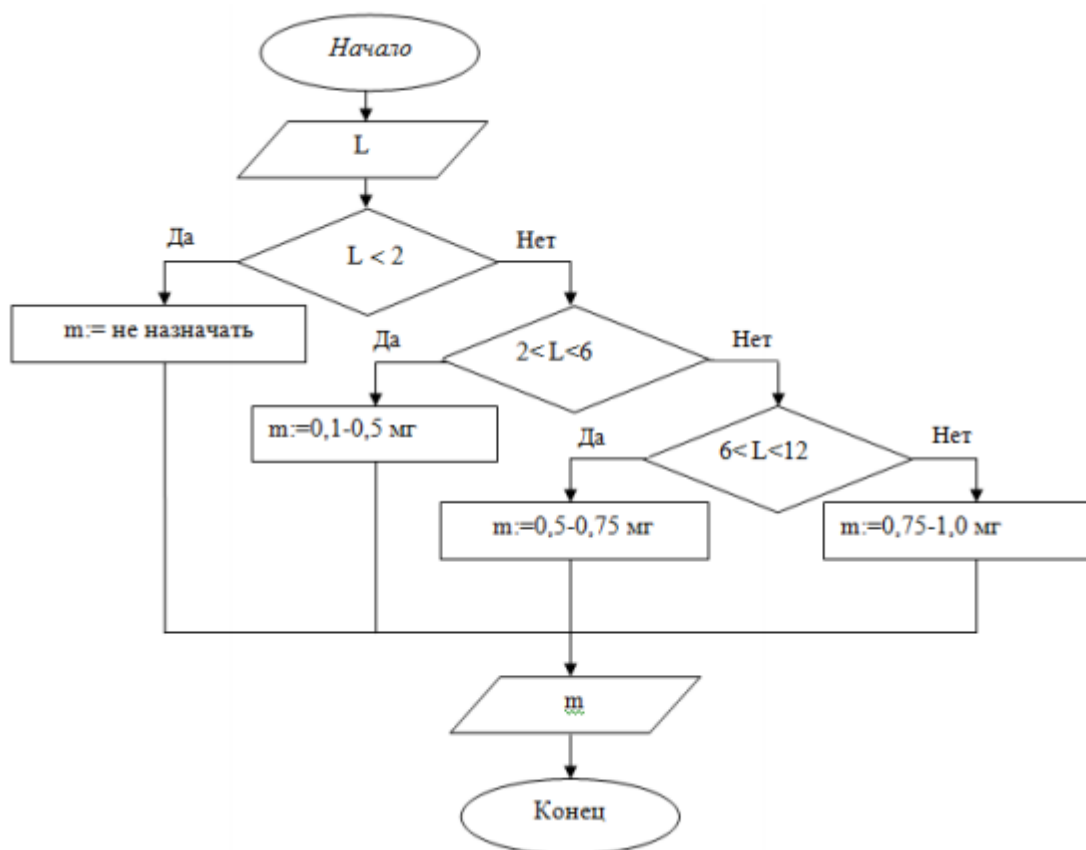 Начало
L
Да
Нет
L < 2
m:= не назначать
Да
Нет
2< L<6
m:=0,1-0,5 мг
Да
Нет
6< L<12
m:=0,5-0,75 мг
m:=0,75-1,0 мг
m
Конец